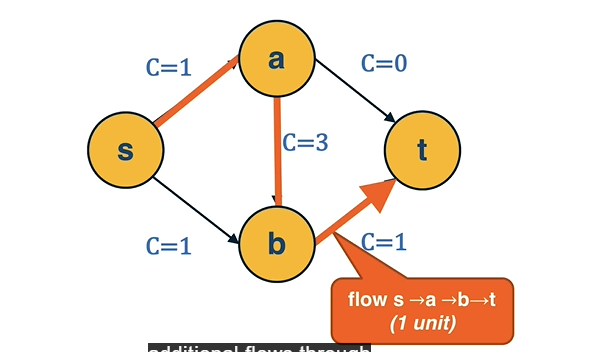 a
C=1
C=0
C=3
s
t
C=1
b
C=1
flow s →a →b→t
(1 unit)
additional flows through